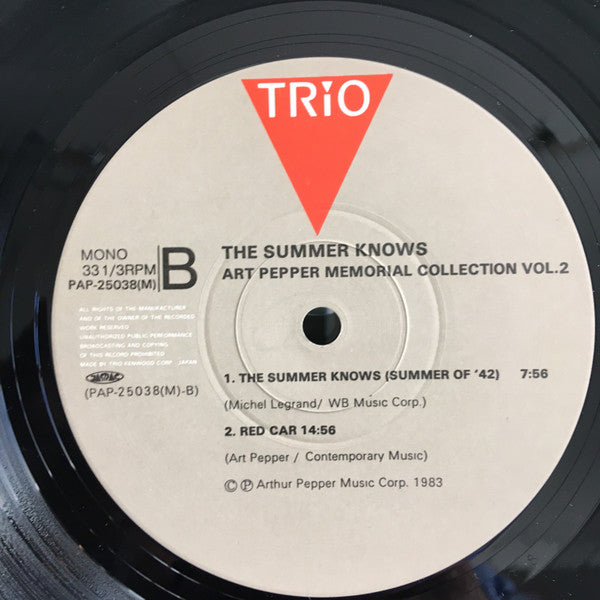 TRiO
MONO
33 1/3RPM
PAP-25038(M)
B
THE SUMMER KNOWS
ART PEPPER MEMORIAL COLLECTION VOL.2
ALL RIGHTS OF THE MANUFACTURER
AND OF THE OWNER OF THE RECORDED
WORK RESERVED
UNAUTHORIZED PUBLIC PERFORMANCE
BROADCASTING AND COPYING
OF THIS RECORD PROHIBITED
MADE BY TRIO KENWOOD CORP. JAPAN
(PAP-25038(M)-B)
1. THE SUMMER KNOWS (SUMMER OF '42) 7:56
(Michel Legrand/ WB Music Corp.)
2. RED CAR 14:56
(Art Pepper / Contemporary Music)
© ℗ Arthur Pepper Music Corp. 1983